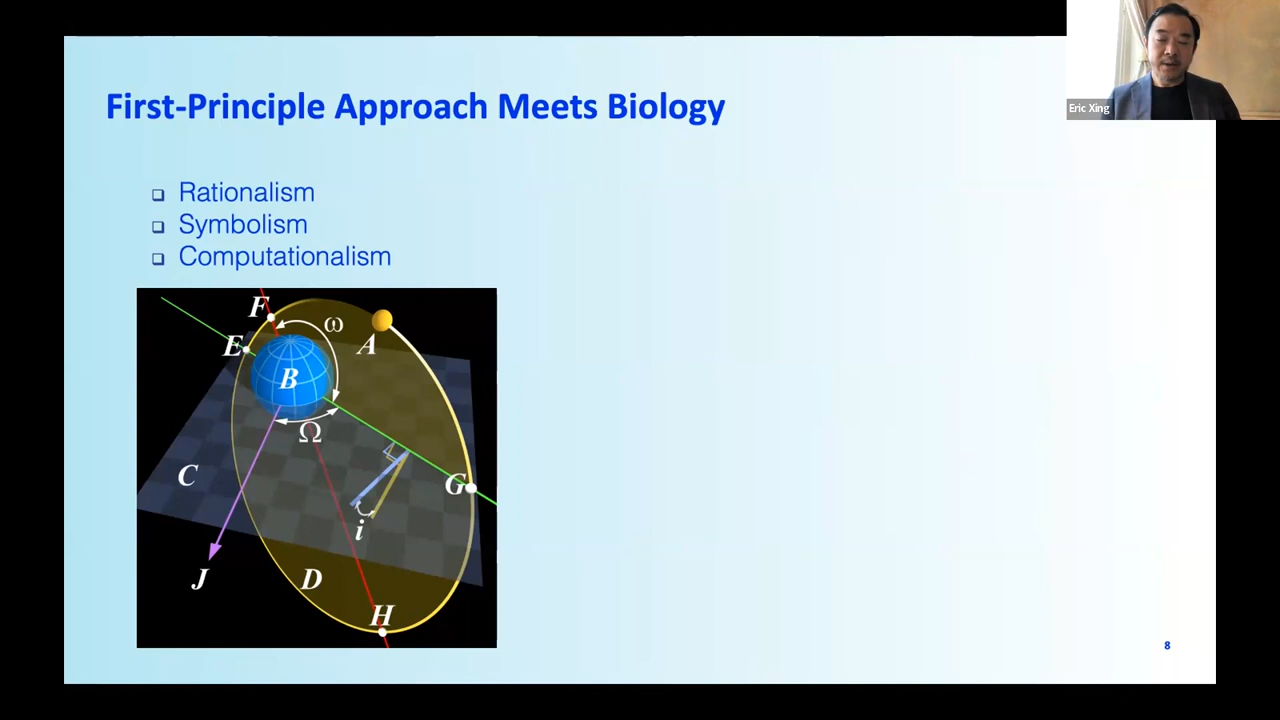 Eric Xing
First-Principle Approach Meets Biology
Rationalism
Symbolism
Computationalism
F
ω
E
A
B
Ω
C
G
i
J
D
H
8